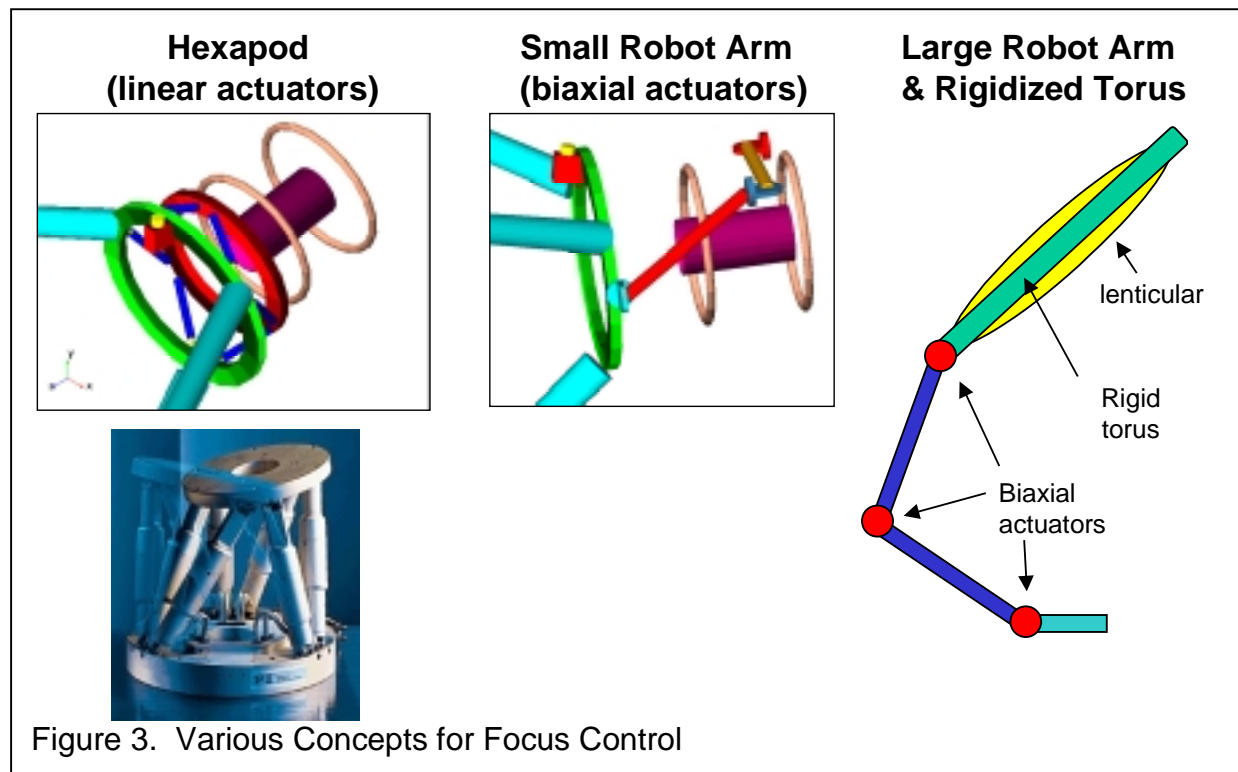 Hexapod
(linear actuators)
Small Robot Arm
(biaxial actuators)
Large Robot Arm
& Rigidized Torus
lenticular
Rigid
torus
Biaxial
actuators
Figure 3.  Various Concepts for Focus Control